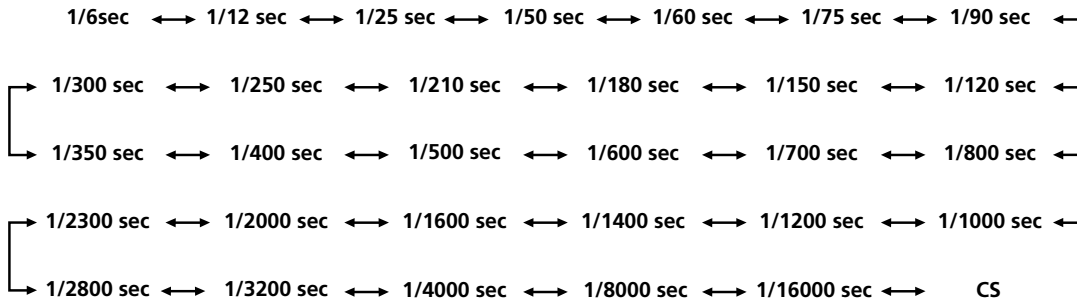 1/6sec ←→ 1/12 sec ←→ 1/25 sec ←→ 1/50 sec ←→ 1/60 sec ←→ 1/75 sec ←→ 1/90 sec
1/300 sec ←→ 1/250 sec ←→ 1/210 sec ←→ 1/180 sec ←→ 1/150 sec ←→ 1/120 sec
1/350 sec ←→ 1/400 sec ←→ 1/500 sec ←→ 1/600 sec ←→ 1/700 sec ←→ 1/800 sec
1/2300 sec ←→ 1/2000 sec ←→ 1/1600 sec ←→ 1/1400 sec ←→ 1/1200 sec ←→ 1/1000 sec
1/2800 sec ←→ 1/3200 sec ←→ 1/4000 sec ←→ 1/8000 sec ←→ 1/16000 sec ←→ CS